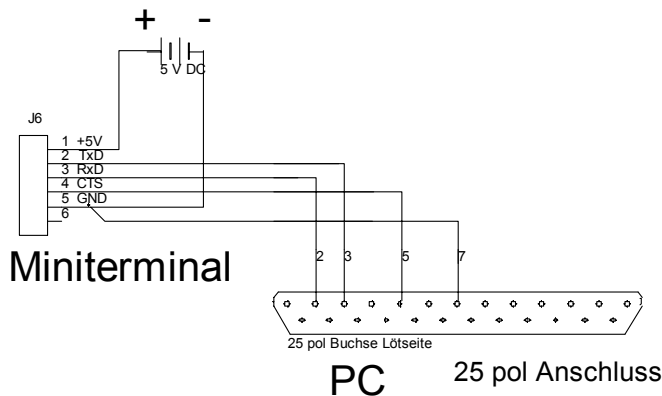 + -
5 V DC
J6
1 +5V
2 TxD
3 RxD
4 CTS
5 GND
6
Miniterminal
2 3 5 7
25 pol Buchse Lötseite
PC
25 pol Anschluss